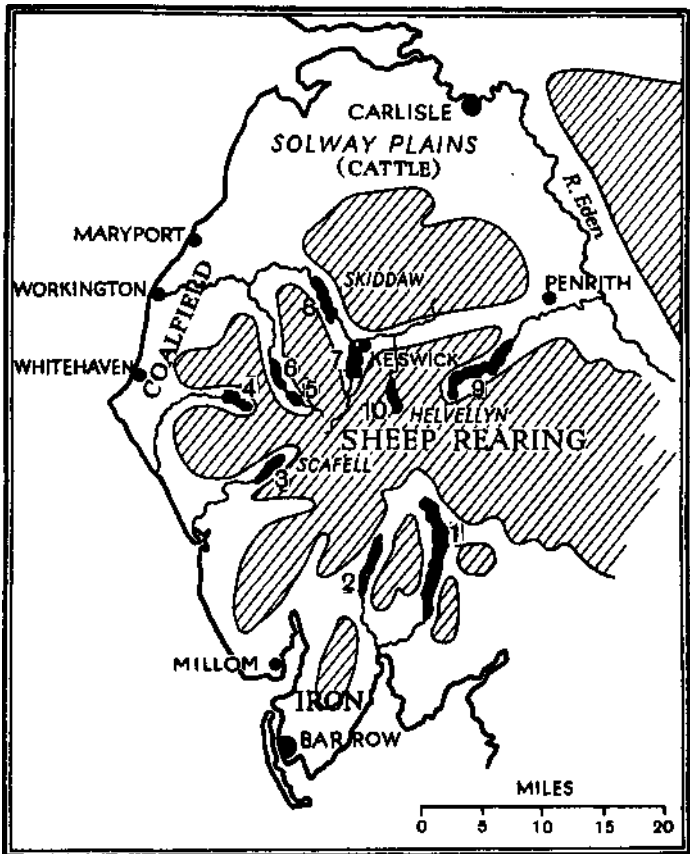 CARLISLE
SOLWAY PLAINS
(CATTLE)
R. Eden
MARYPORT
SKIDDAW
PENRITH
WORKINGTON
COALFIERD
8
WHITEHAVEN
7
KESWICK
6
5
4
9
10
HELVELLYN
SHEEP REARING
SCAFELL
3
1
2
MILLOM
IRON
BARROW
MILES
0 5 10 15 20